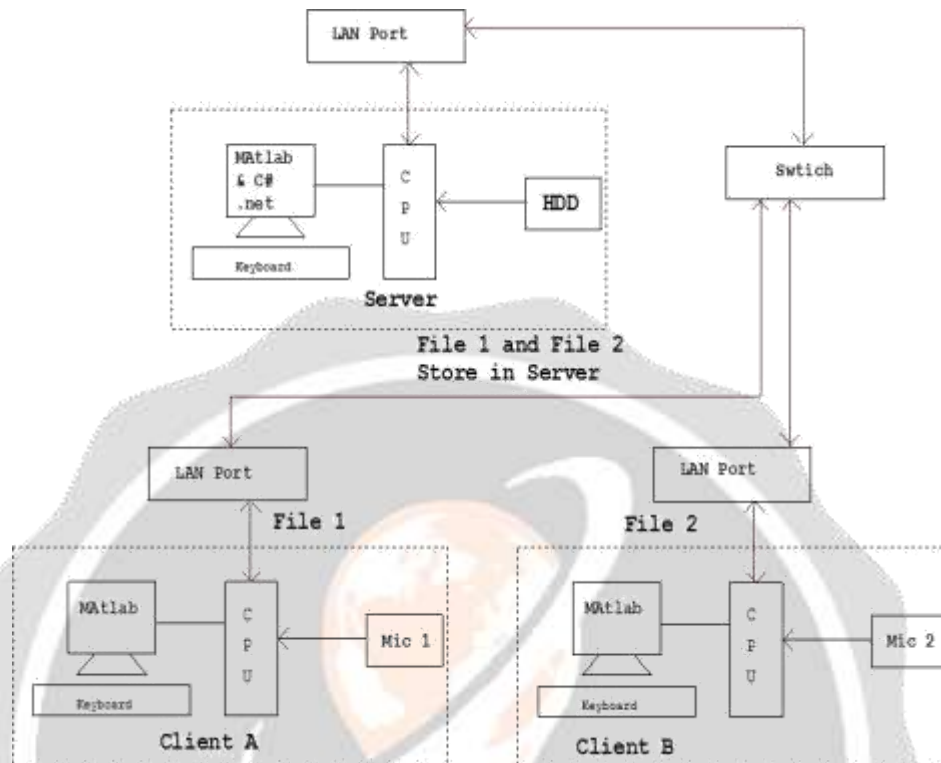 LAN Port
MAtlab
& C#
.net
C
P
U
HDD
Swtich
Keyboard
Server
File 1 and File 2
Store in Server
LAN Port
LAN Port
File 1
File 2
MAtlab
C
P
U
Mic 1
Keyboard
Client A
MAtlab
C
P
U
Mic 2
Keyboard
Client B